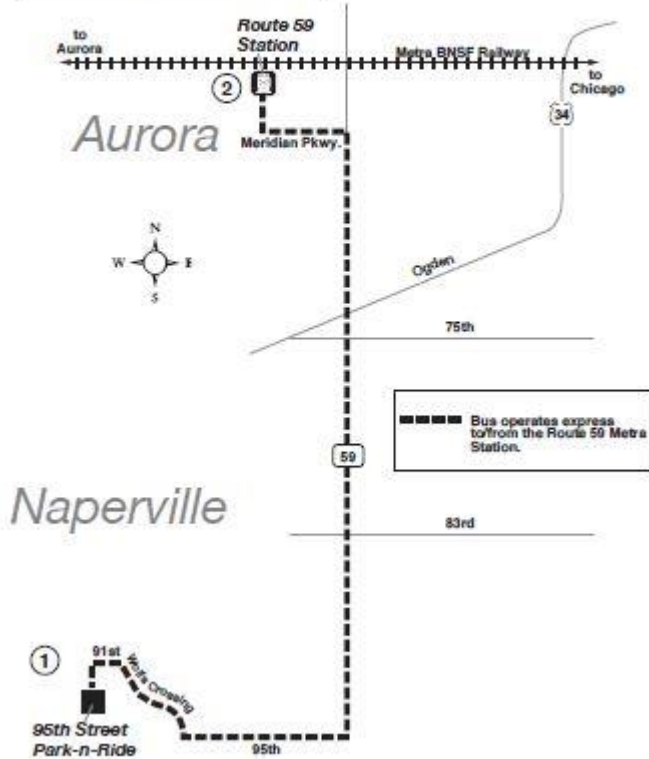 Route 59
Station
to
Aurora
Metra BNSF Railway
to
Chicago
2
34
Aurora
Meridian Pkwy.
N
W E
S
Ogden
75th
Bus operates express
to/from the Route 59 Metra
Station.
59
Naperville
83rd
1
91st
Wolfs Crossing
95th Street
Park-n-Ride
95th